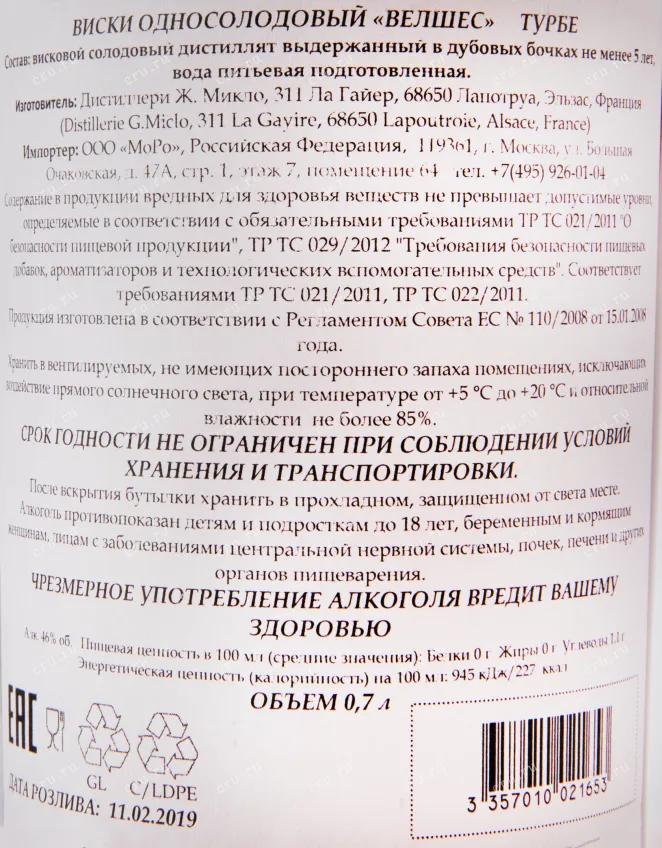 ВИСКИ ОДНОСОЛОДОВЫЙ «ВЕЛШЕС» ТУРБЕ
Состав: висковой солодовый дистиллят выдержанный в дубовых бочках не менее 5 лет,
вода питьевая подготовленная.
Изготовитель: Дистиллери Ж. Микло, 311 Ла Гайер, 68650 Лапотруа, Эльзас, Франция
(Distillerie G.Miclo, 311 La Gayire, 68650 Lapoutroie, Alsace, France)
Импортер: ООО «МоРо», Российская Федерация, 119361, г. Москва, ул. Большая
Очаковская, д. 47А, стр. 1, этаж 7, помещение 64 тел. +7(495) 926-01-04
Содержание в продукции вредных для здоровья веществ не превышает допустимые уровни,
определяемые в соответствии с обязательными требованиями ТР ТС 021/2011 "О
безопасности пищевой продукции", ТР ТС 029/2012 "Требования безопасности пищевых
добавок, ароматизаторов и технологических вспомогательных средств". Соответствует
требованиями ТР ТС 021/2011, ТР ТС 022/2011.
Продукция изготовлена в соответствии с Регламентом Совета ЕС № 110/2008 от 15.01.2008
года.
Хранить в вентилируемых, не имеющих постороннего запаха помещениях, исключающих
воздействие прямого солнечного света, при температуре от +5 °С до +20 °С и относительной
влажности не более 85%.
СРОК ГОДНОСТИ НЕ ОГРАНИЧЕН ПРИ СОБЛЮДЕНИИ УСЛОВИЙ
ХРАНЕНИЯ И ТРАНСПОРТИРОВКИ.
После вскрытия бутылки хранить в прохладном, защищенном от света месте.
Алкоголь противопоказан детям и подросткам до 18 лет, беременным и кормящим
женщинам, лицам с заболеваниями центральной нервной системы, почек, печени и других
органов пищеварения.
ЧРЕЗМЕРНОЕ УПОТРЕБЛЕНИЕ АЛКОГОЛЯ ВРЕДИТ ВАШЕМУ
ЗДОРОВЬЮ
Алк. 46% об. Пищевая ценность в 100 мл (средние значения): Белки 0 г Жиры 0 г Углеводы 1,1 г
Энергетическая ценность (калорийность) на 100 мл: 945 кДж/227 ккал
ОБЪЕМ 0,7 л
EAC
GL C/LDPE
ДАТА РОЗЛИВА: 11.02.2019
3 357010 021653